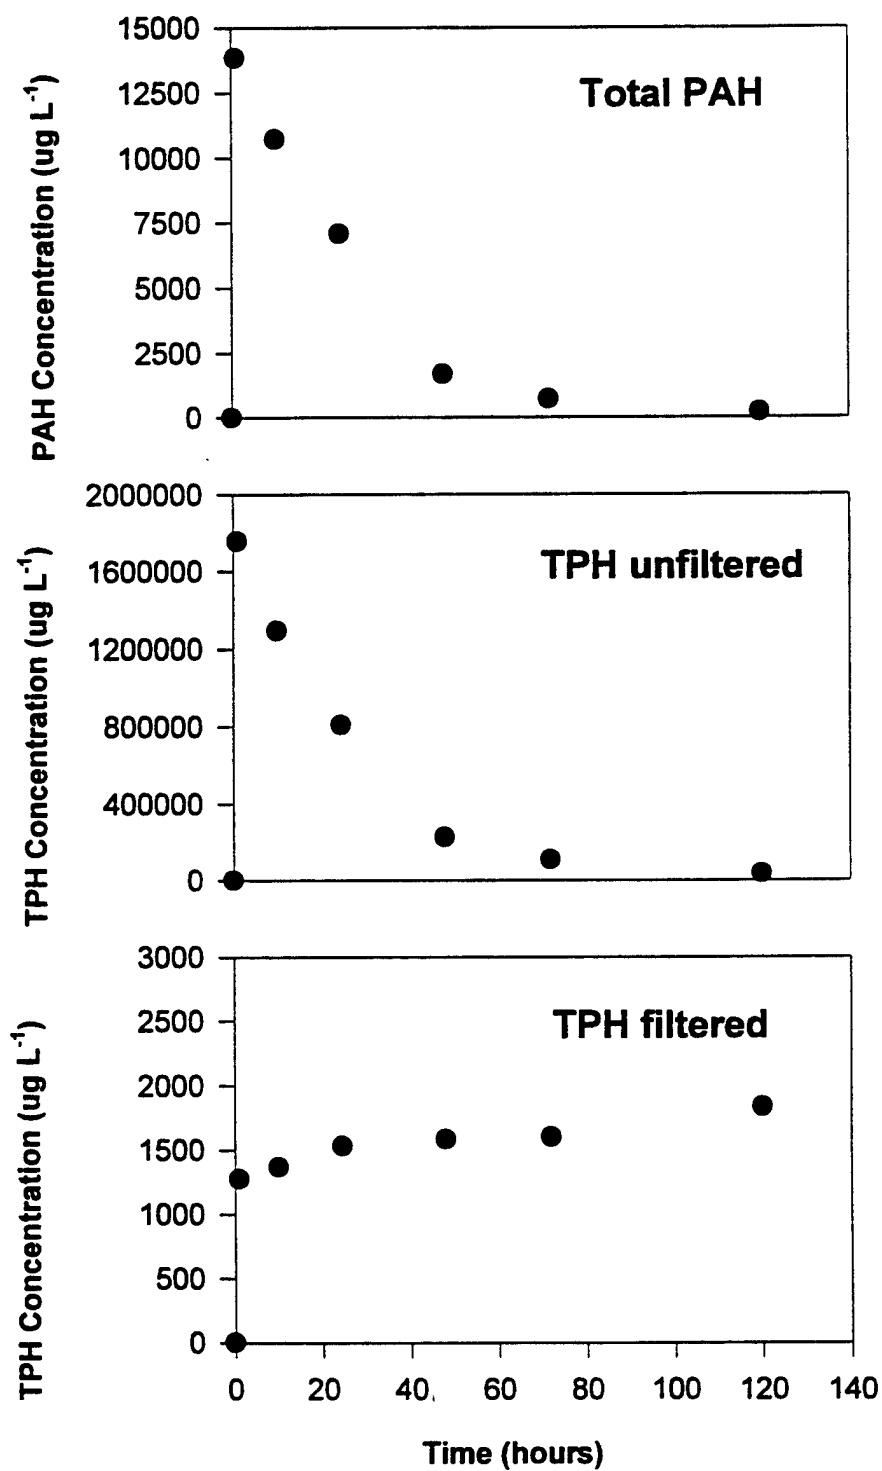 15000
12500
10000
7500
5000
2500
0
PAH Concentration (ug L-1)
Total PAH
2000000
1600000
1200000
800000
400000
0
TPH Concentration (ug L-1)
TPH unfiltered
3000
2500
2000
1500
1000
500
0
TPH Concentration (ug L-1)
TPH filtered
0 20 40 60 80 100 120 140
Time (hours)